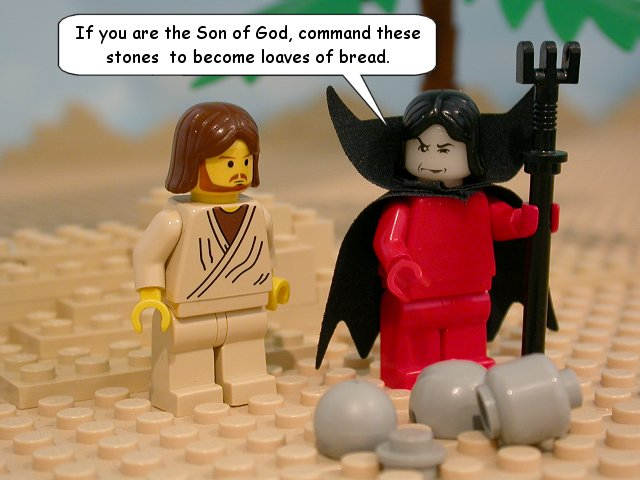 If you are the Son of God, command these
stones to become loaves of bread.